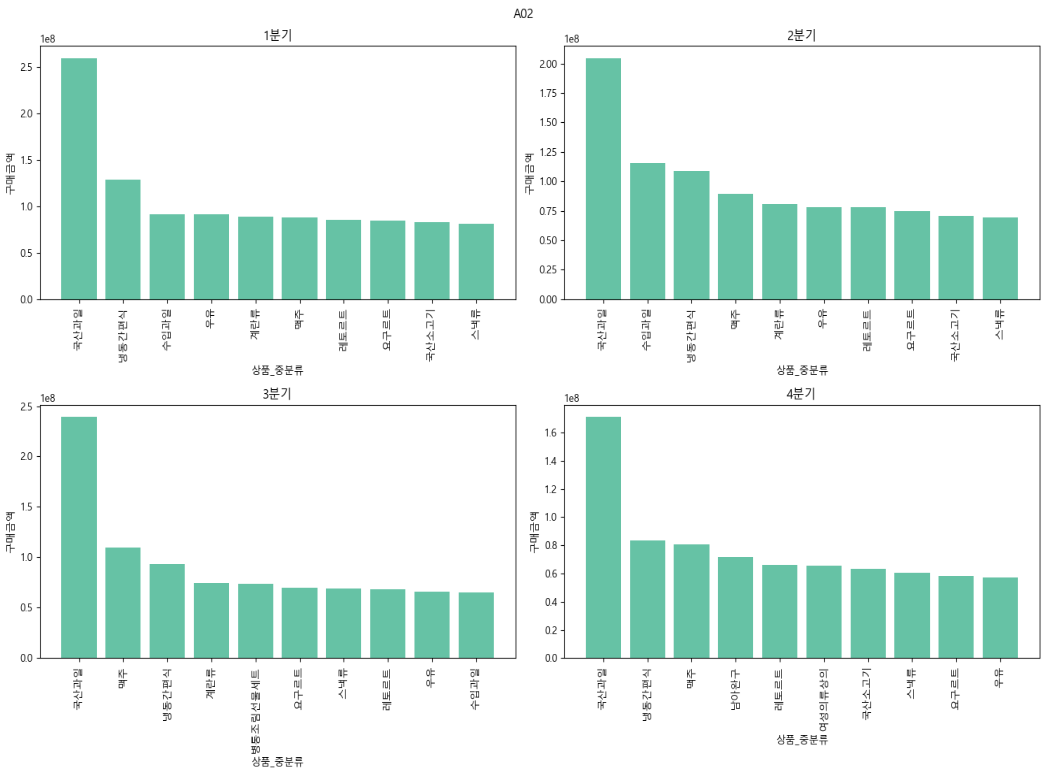 A02
1분기
1e8
2.5
2.0
1.5
1.0
0.5
0.0
구매금액
국산과일
냉동간편식
수입과일
우유
계란류
맥주
레토르트
요구르트
국산소고기
스낵류
상품_중분류
2분기
1e8
2.00
1.75
1.50
1.25
1.00
0.75
0.50
0.25
0.00
구매금액
국산과일
수입과일
냉동간편식
맥주
계란류
우유
레토르트
요구르트
국산소고기
스낵류
상품_중분류
3분기
1e8
2.5
2.0
1.5
1.0
0.5
0.0
구매금액
국산과일
맥주
냉동간편식
계란류
병통조림선물세트
요구르트
스낵류
레토르트
우유
수입과일
상품_중분류
4분기
1e8
1.6
1.4
1.2
1.0
0.8
0.6
0.4
0.2
0.0
구매금액
국산과일
냉동간편식
맥주
남아완구
레토르트
여성의류상의
국산소고기
스낵류
요구르트
우유
상품_중분류